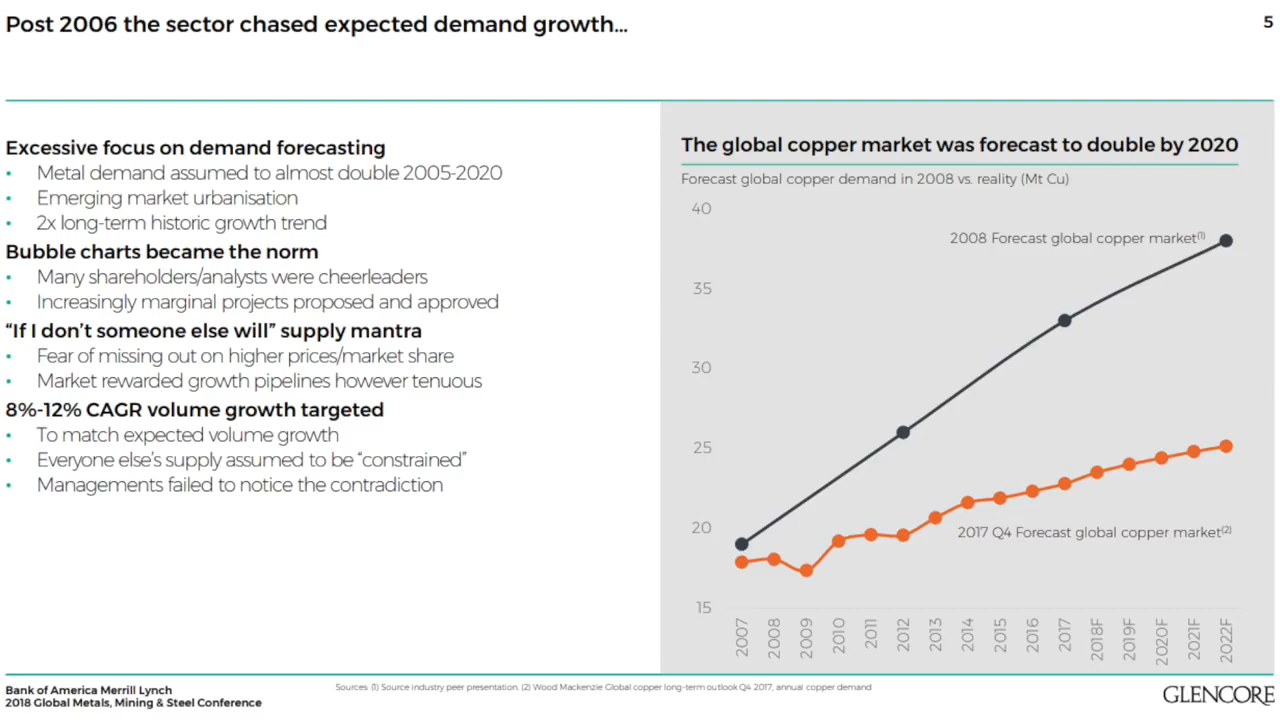 Post 2006 the sector chased expected demand growth...
5
Excessive focus on demand forecasting
• Metal demand assumed to almost double 2005-2020
• Emerging market urbanisation
• 2x long-term historic growth trend
Bubble charts became the norm
• Many shareholders/analysts were cheerleaders
• Increasingly marginal projects proposed and approved
“If I don’t someone else will” supply mantra
• Fear of missing out on higher prices/market share
• Market rewarded growth pipelines however tenuous
8%-12% CAGR volume growth targeted
• To match expected volume growth
• Everyone else’s supply assumed to be “constrained”
• Managements failed to notice the contradiction
The global copper market was forecast to double by 2020
Forecast global copper demand in 2008 vs. reality (Mt Cu)
40
35
30
25
20
15
2008 Forecast global copper market(1)
2017 Q4 Forecast global copper market(2)
2007
2008
2009
2010
2011
2012
2013
2014
2015
2016
2017
2018F
2019F
2020F
2021F
2022F
Bank of America Merrill Lynch
2018 Global Metals, Mining & Steel Conference
Sources: (1) Source industry peer presentation. (2) Wood Mackenzie Global copper long-term outlook Q4 2017, annual copper demand
GLENCORE